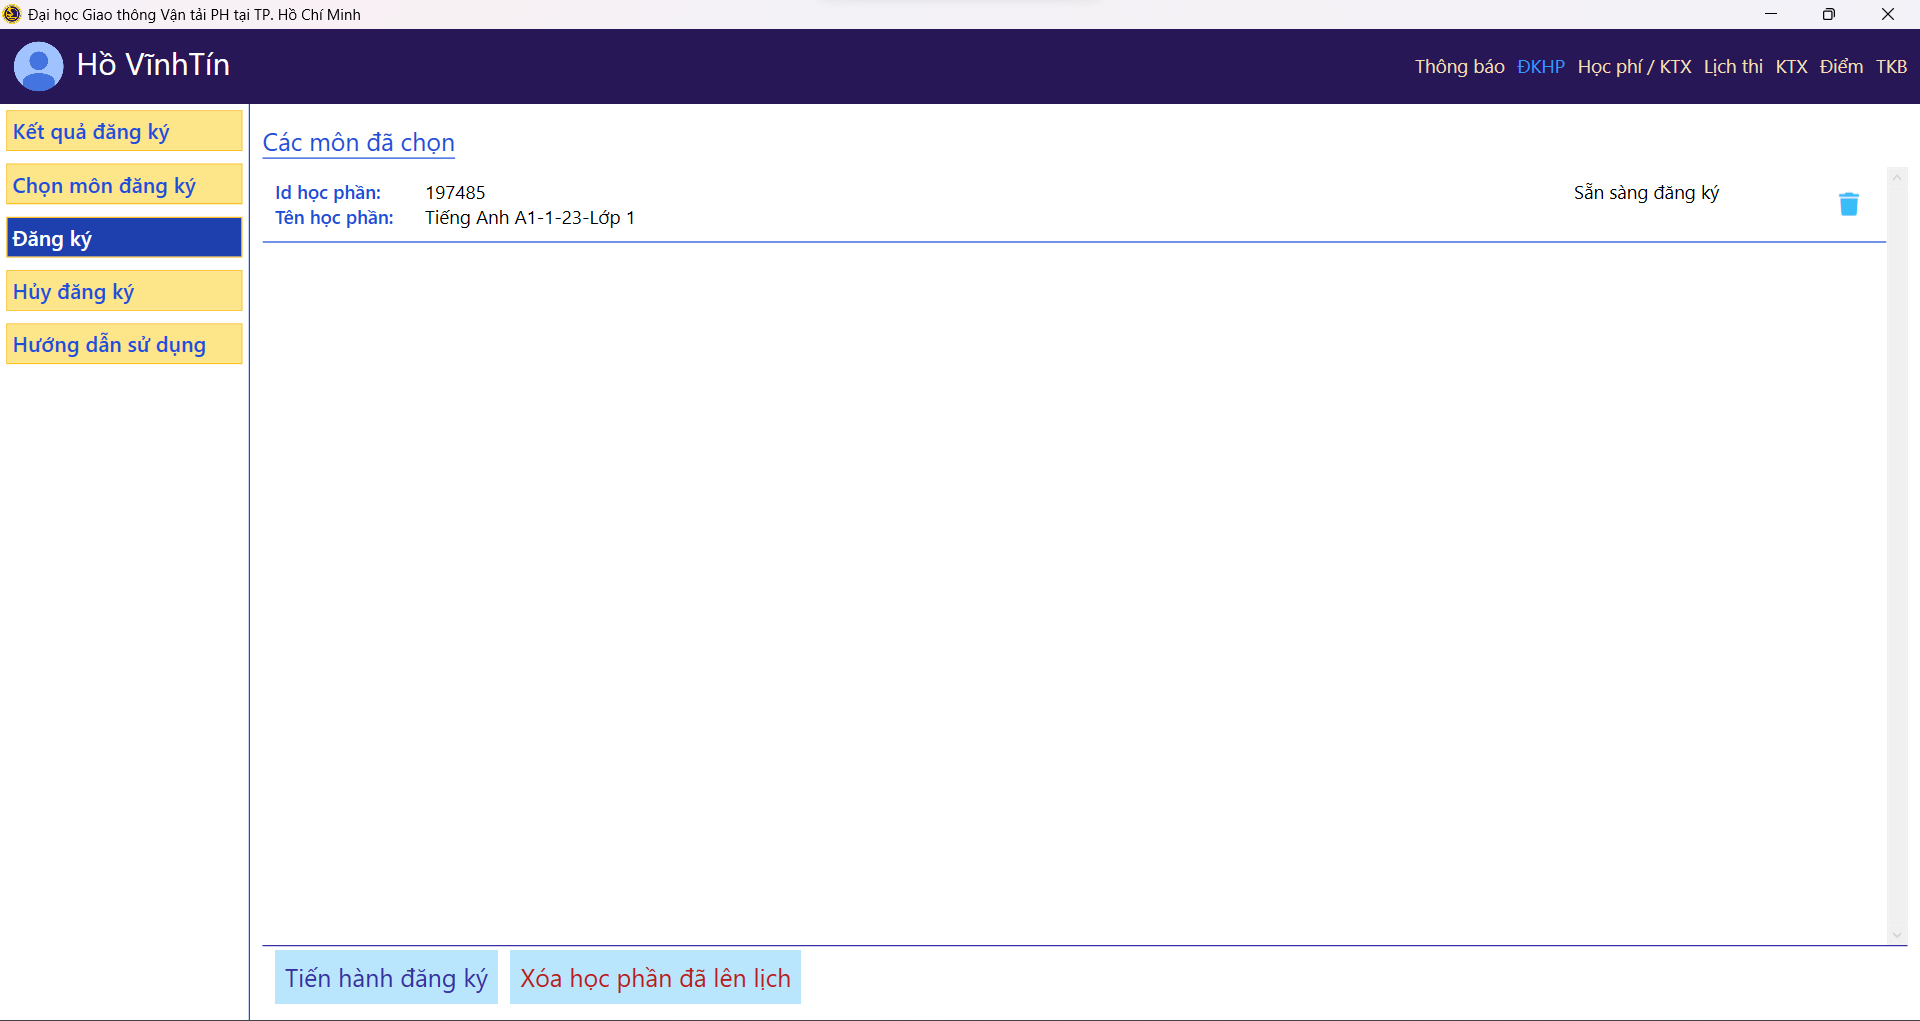 Đại học Giao thông Vận tải PH tại TP. Hồ Chí Minh
Hồ VĩnhTín
Thông báo ĐKHP Học phí / KTX Lịch thi KTX Điểm TKB
Kết quả đăng ký
Chọn môn đăng ký
Đăng ký
Hủy đăng ký
Hướng dẫn sử dụng
Các môn đã chọn
Id học phần: 197485 Sẵn sàng đăng ký
Tên học phần: Tiếng Anh A1-1-23-Lớp 1
Tiến hành đăng ký Xóa học phần đã lên lịch